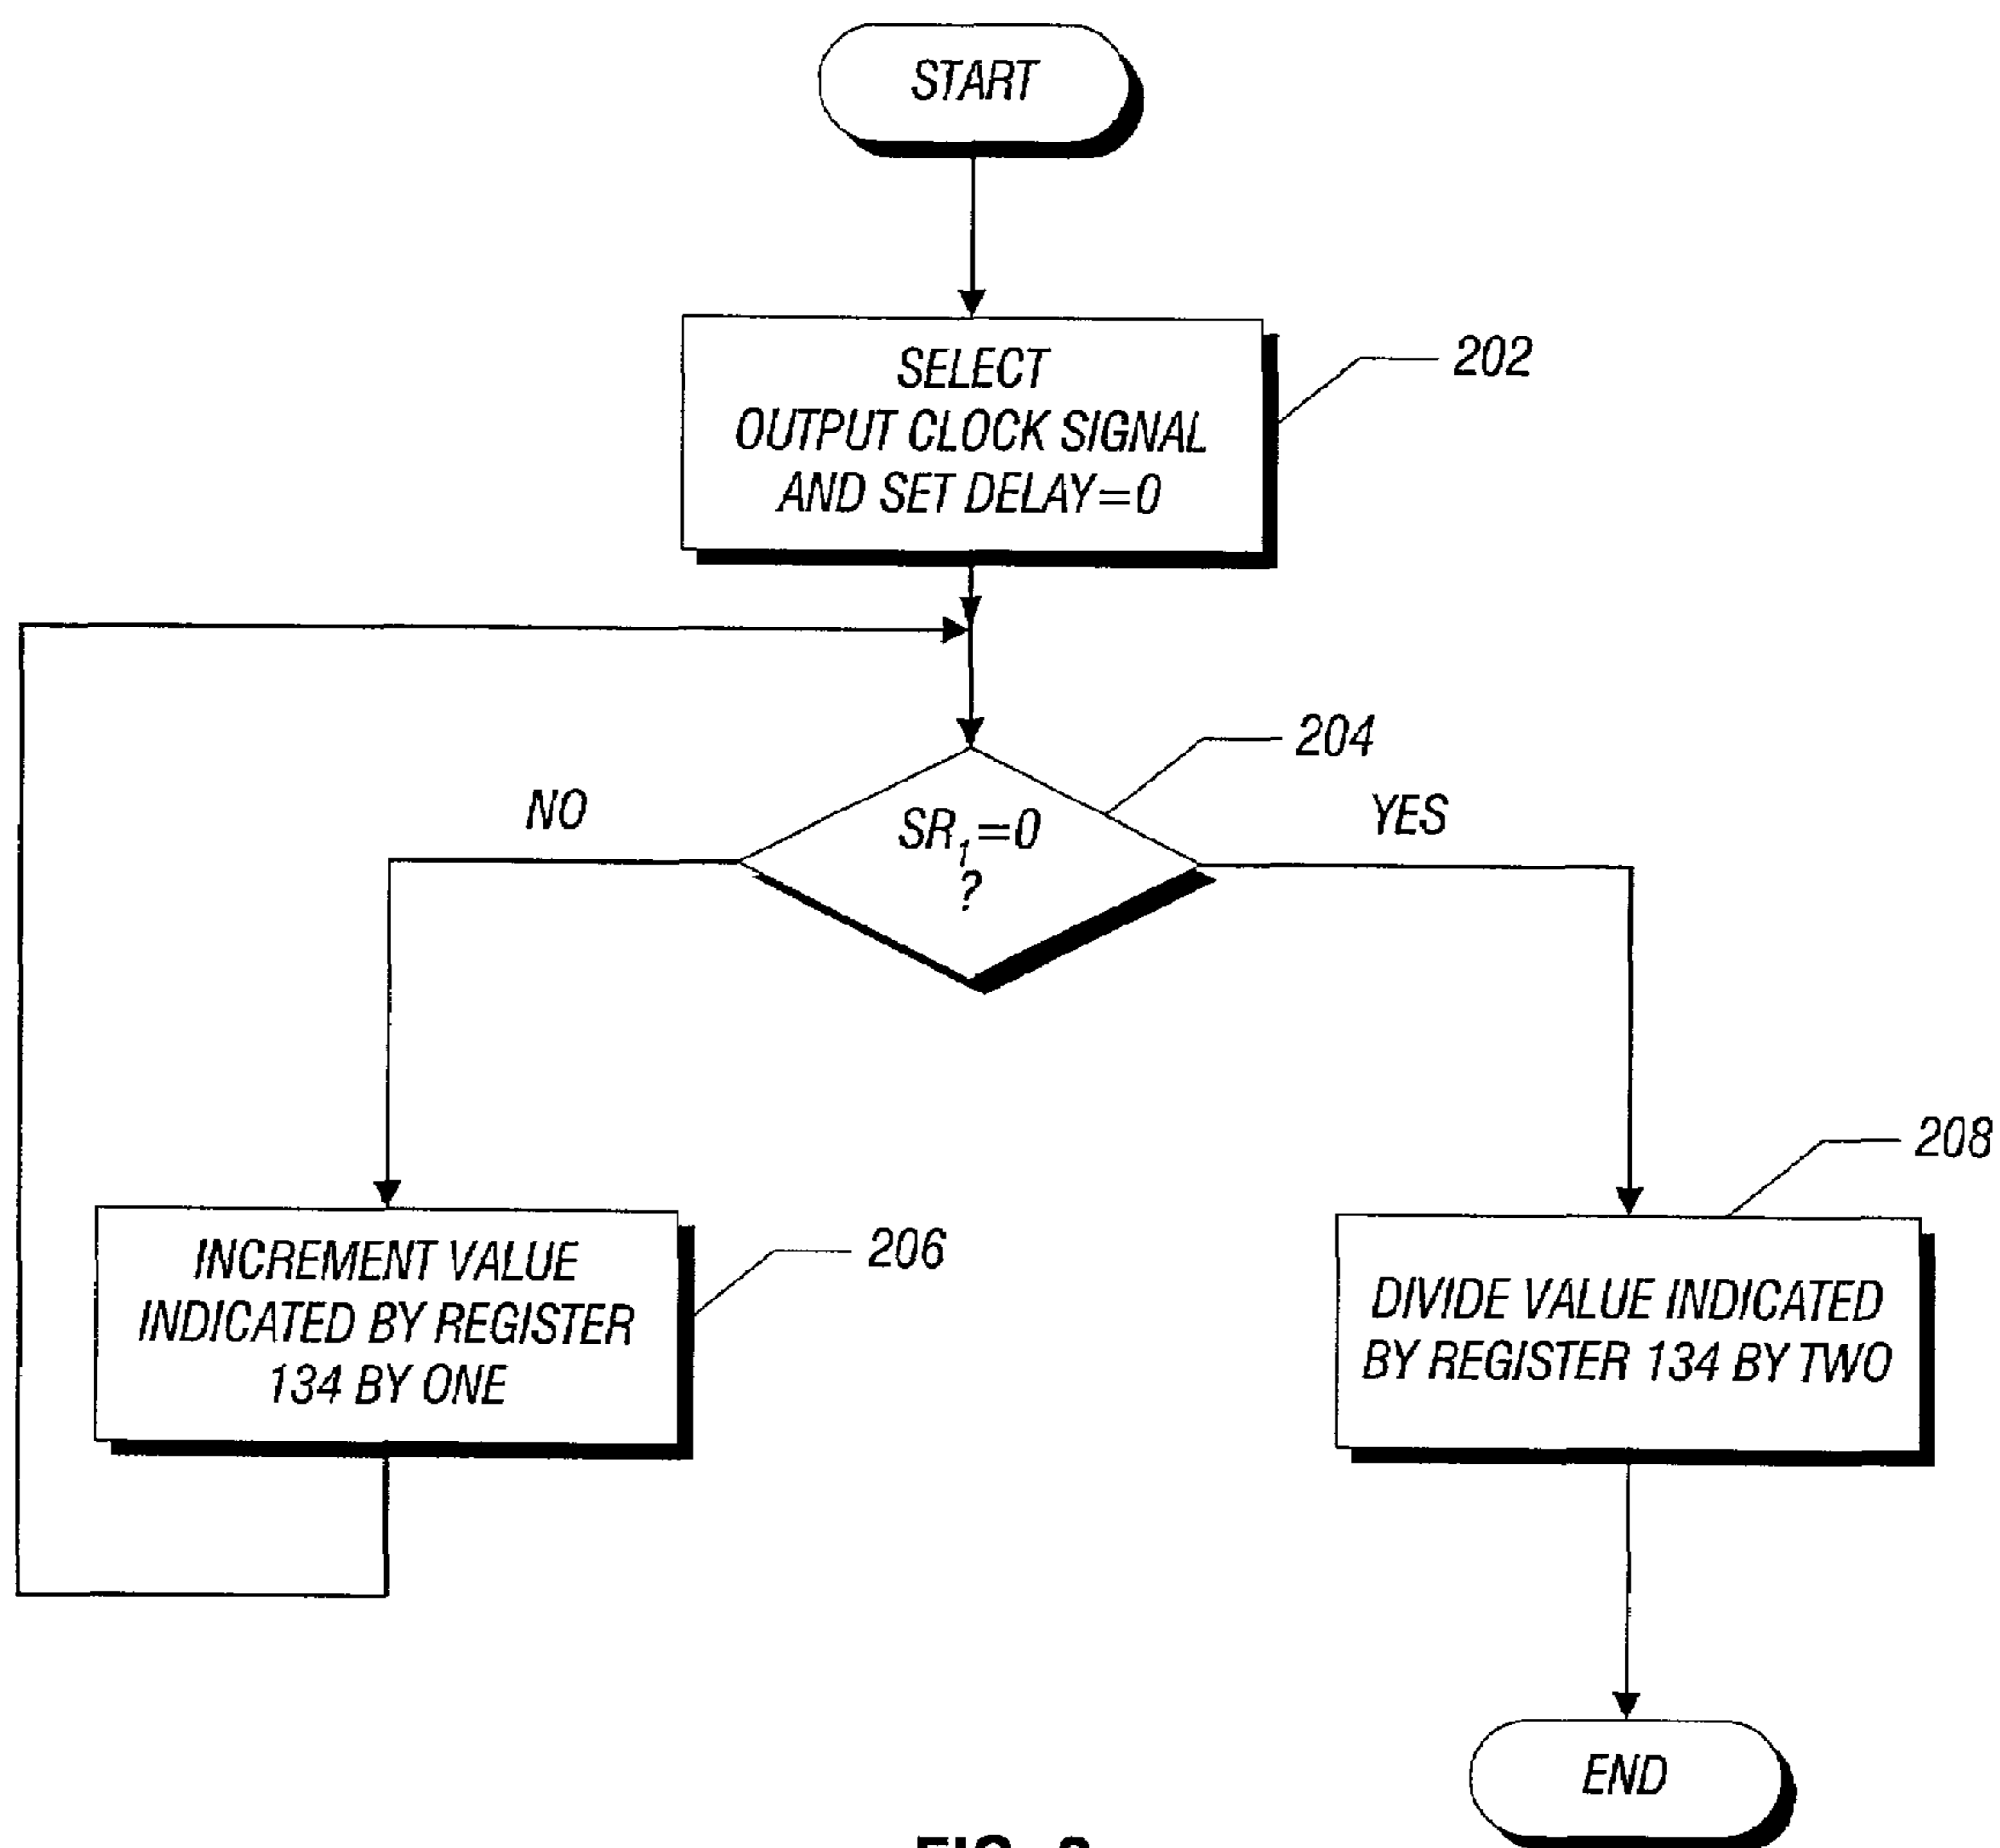 START
SELECT
OUTPUT CLOCK SIGNAL
AND SET DELAY=0
202
204
NO
SR1=0
?
YES
208
206
INCREMENT VALUE
INDICATED BY REGISTER
134 BY ONE
DIVIDE VALUE INDICATED
BY REGISTER 134 BY TWO
END
FIG.